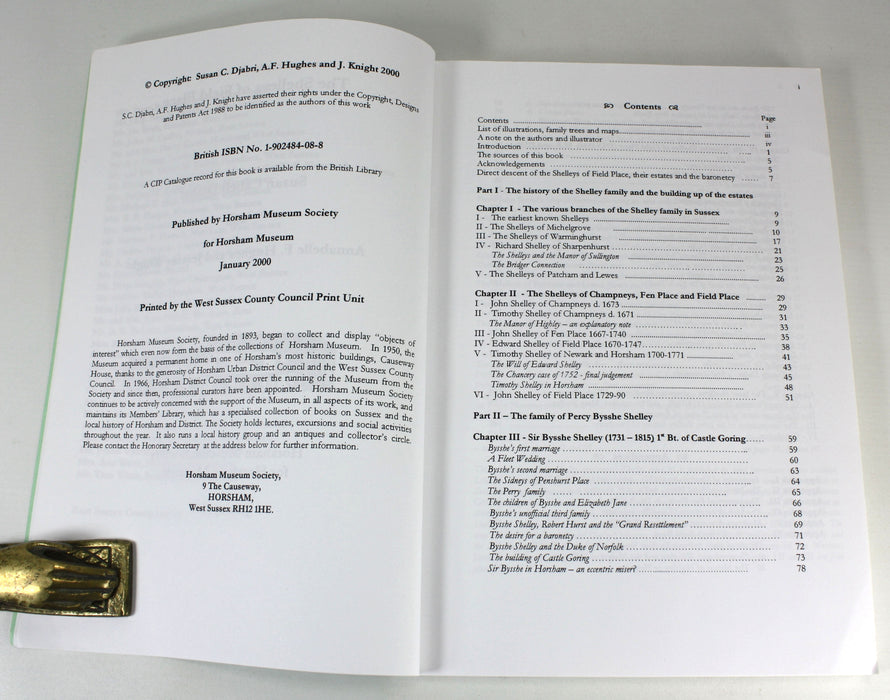 © Copyright: Susan C. Djabri, A.F. Hughes and J. Knight 2000
S.C. Djabri, A.F. Hughes and J. Knight have asserted their rights under the Copyright, Designs
and Patents Act 1988 to be identified as the authors of this work
British ISBN No. 1-902484-08-8
A CIP Catalogue record for this book is available from the British Library
Published by Horsham Museum Society
for Horsham Museum
January 2000
Printed by the West Sussex County Council Print Unit
Horsham Museum Society, founded in 1893, began to collect and display "objects of
interest" which even now form the basis of the collections of Horsham Museum. In 1950, the
Museum acquired a permanent home in one of Horsham's most historic buildings, Causeway
House, thanks to the generosity of Horsham Urban District Council and the West Sussex County
Council. In 1966, Horsham District Council took over the running of the Museum from the
Society and since then, professional curators have been appointed. Horsham Museum Society
continues to be actively concerned with the support of the Museum, in all aspects of its work, and
maintains its Members' Library, which has a specialised collection of books on Sussex and the
local history of Horsham and District. The Society holds lectures, excursions and social activities
throughout the year. It also runs a local history group and an antiques and collector's circle.
Please contact the Honorary Secretary at the address below for further information.
Horsham Museum Society,
9 The Causeway,
HORSHAM,
West Sussex RH12 1HE.
i
Contents
Page
Contents i
List of illustrations, family trees and maps iii
A note on the authors and illustrator iv
Introduction 1
The sources of this book 5
Acknowledgements 5
Direct descent of the Shelleys of Field Place, their estates and the baronetcy 7
Part I - The history of the Shelley family and the building up of the estates
Chapter I - The various branches of the Shelley family in Sussex 9
I - The earliest known Shelleys 9
II - The Shelleys of Michelgrove 10
III - The Shelleys of Warminghurst 17
IV - Richard Shelley of Sharpenhurst 21
The Shelleys and the Manor of Sullington 23
The Bridger Connection 25
V - The Shelleys of Patcham and Lewes 26
Chapter II - The Shelleys of Champneys, Fen Place and Field Place 29
I - John Shelley of Champneys d. 1673 29
II - Timothy Shelley of Champneys d. 1671 31
The Manor of Highley – an explanatory note 33
III - John Shelley of Fen Place 1667-1740 35
IV - Edward Shelley of Field Place 1670-1747 38
V - Timothy Shelley of Newark and Horsham 1700-1771 41
The Will of Edward Shelley 43
The Chancery case of 1752 - final judgement 45
Timothy Shelley in Horsham 48
VI - John Shelley of Field Place 1729-90 51
Part II – The family of Percy Bysshe Shelley
Chapter III - Sir Bysshe Shelley (1731 – 1815) 1st Bt. of Castle Goring 59
Bysshe's first marriage 59
A Fleet Wedding 60
Bysshe's second marriage 63
The Sidneys of Penshurst Place 64
The Perry family 65
The children of Bysshe and Elizabeth Jane 66
Bysshe's unofficial third family 68
Bysshe Shelley, Robert Hurst and the "Grand Resettlement" 69
The desire for a baronetcy 71
Bysshe Shelley and the Duke of Norfolk 72
The building of Castle Goring 73
Sir Bysshe in Horsham – an eccentric miser? 78